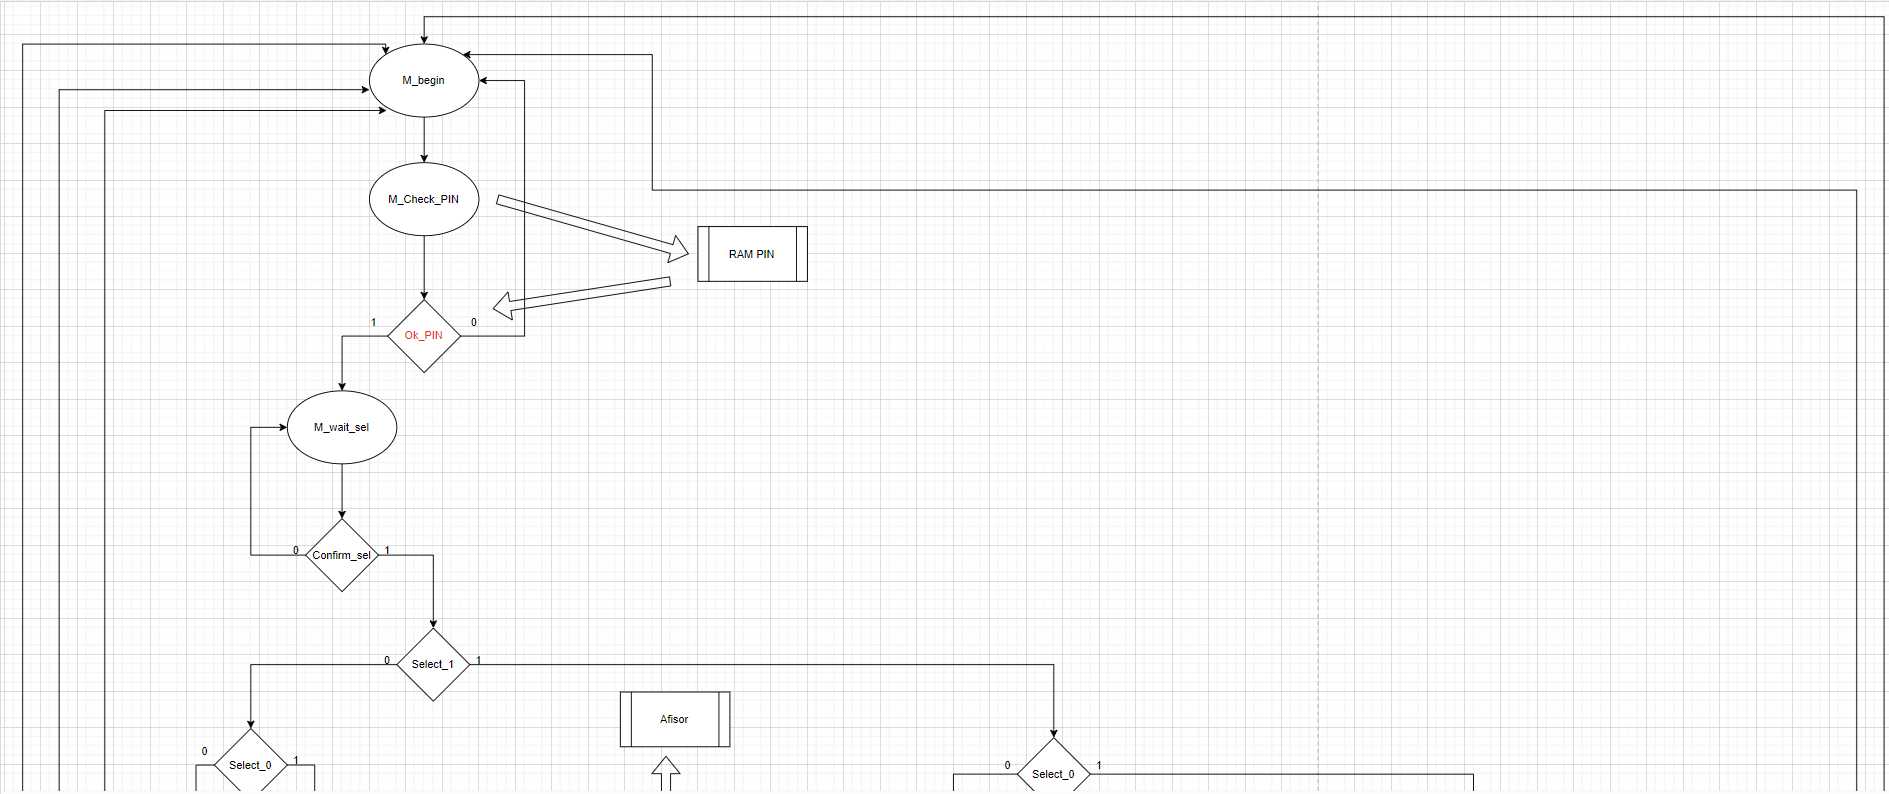 M_begin
M_Check_PIN
RAM PIN
1
0
Ok_PIN
M_wait_sel
0
Confirm_sel
1
0
Select_1
1
Afisor
0
Select_0
1
0
Select_0
1